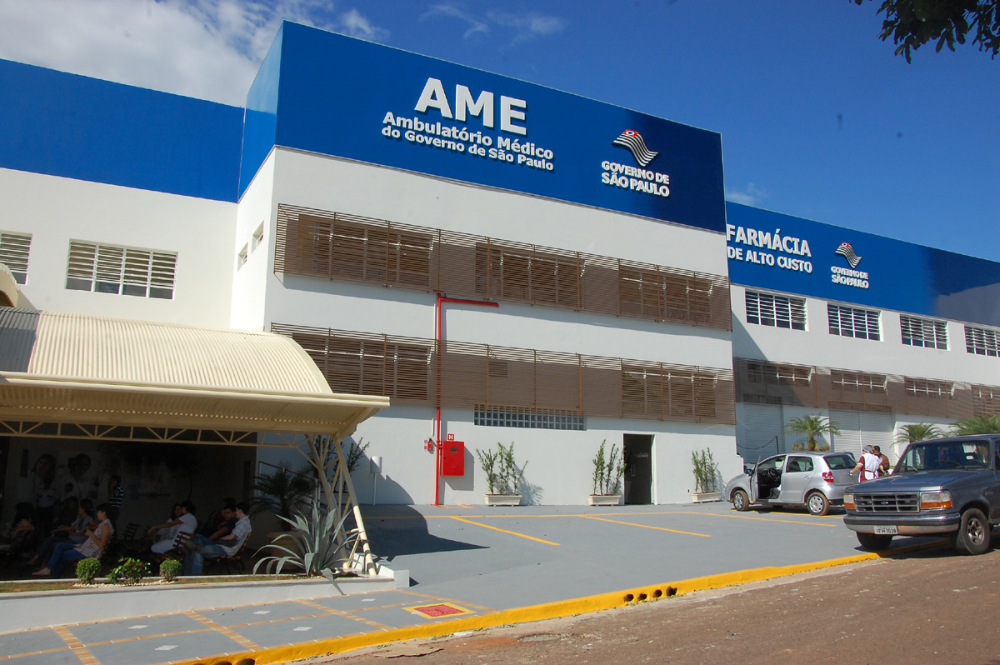 AME
Ambulatório Médico
do Governo de São Paulo
GOVERNO DE
SÃO PAULO
FARMÁCIA
DE ALTO CUSTO
GOVERNO DE
SÃO PAULO
H